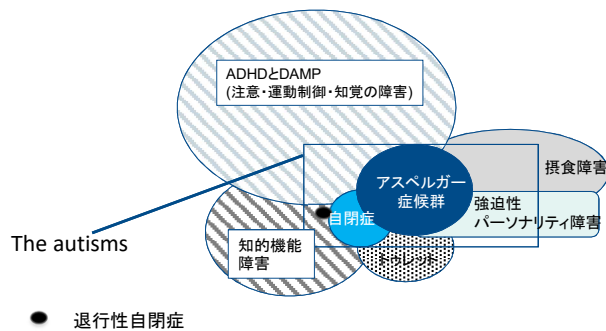 ADHDとDAMP
(注意・運動制御・知覚の障害)
摂食障害
アスペルガー
症候群
強迫性
パーソナリティ障害
自閉症
The autisms
知的機能
障害
トゥレット
退行性自閉症